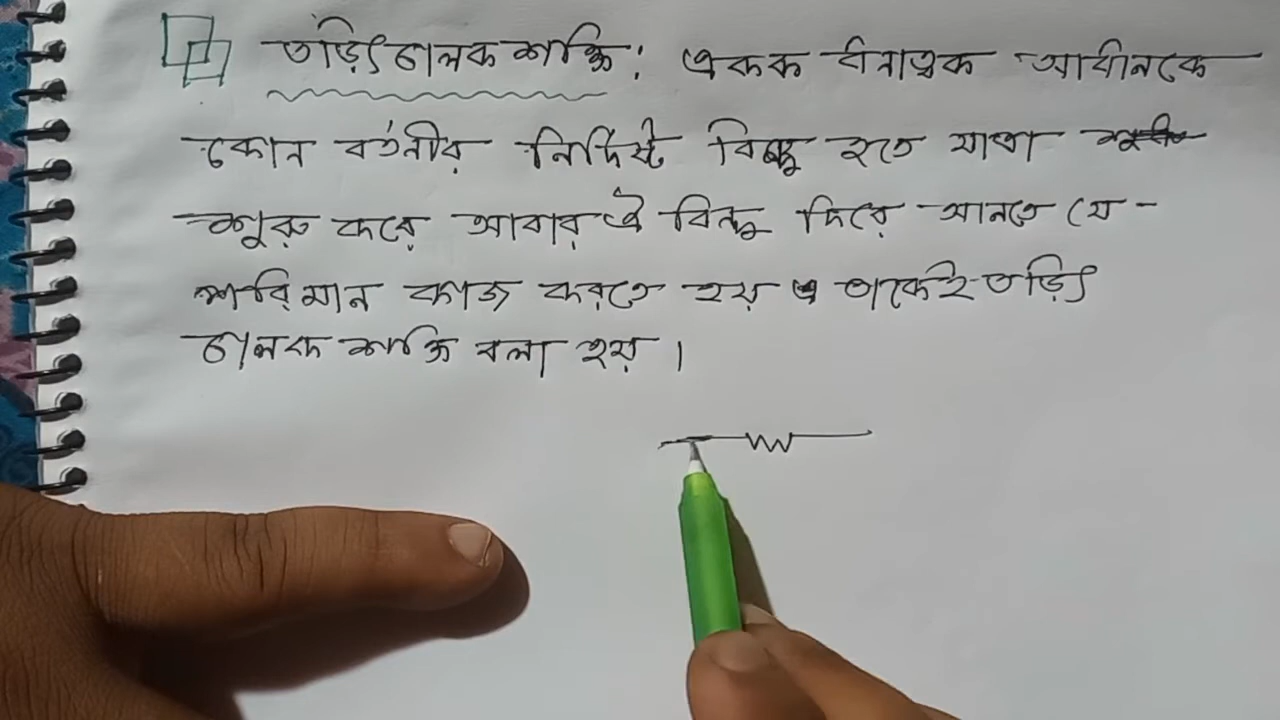 তড়িৎচালক শক্তি: একক ধনাত্মক আধানকে
কোন বর্তনীর নির্দিষ্ট বিন্দু হতে যাত্রা
শুরু করে আবার ঐ বিন্দু দিরে আনতে যে-
পরিমান কাজ করতে হয় তাকেই তড়িৎ
চালক শক্তি বলা হয়।